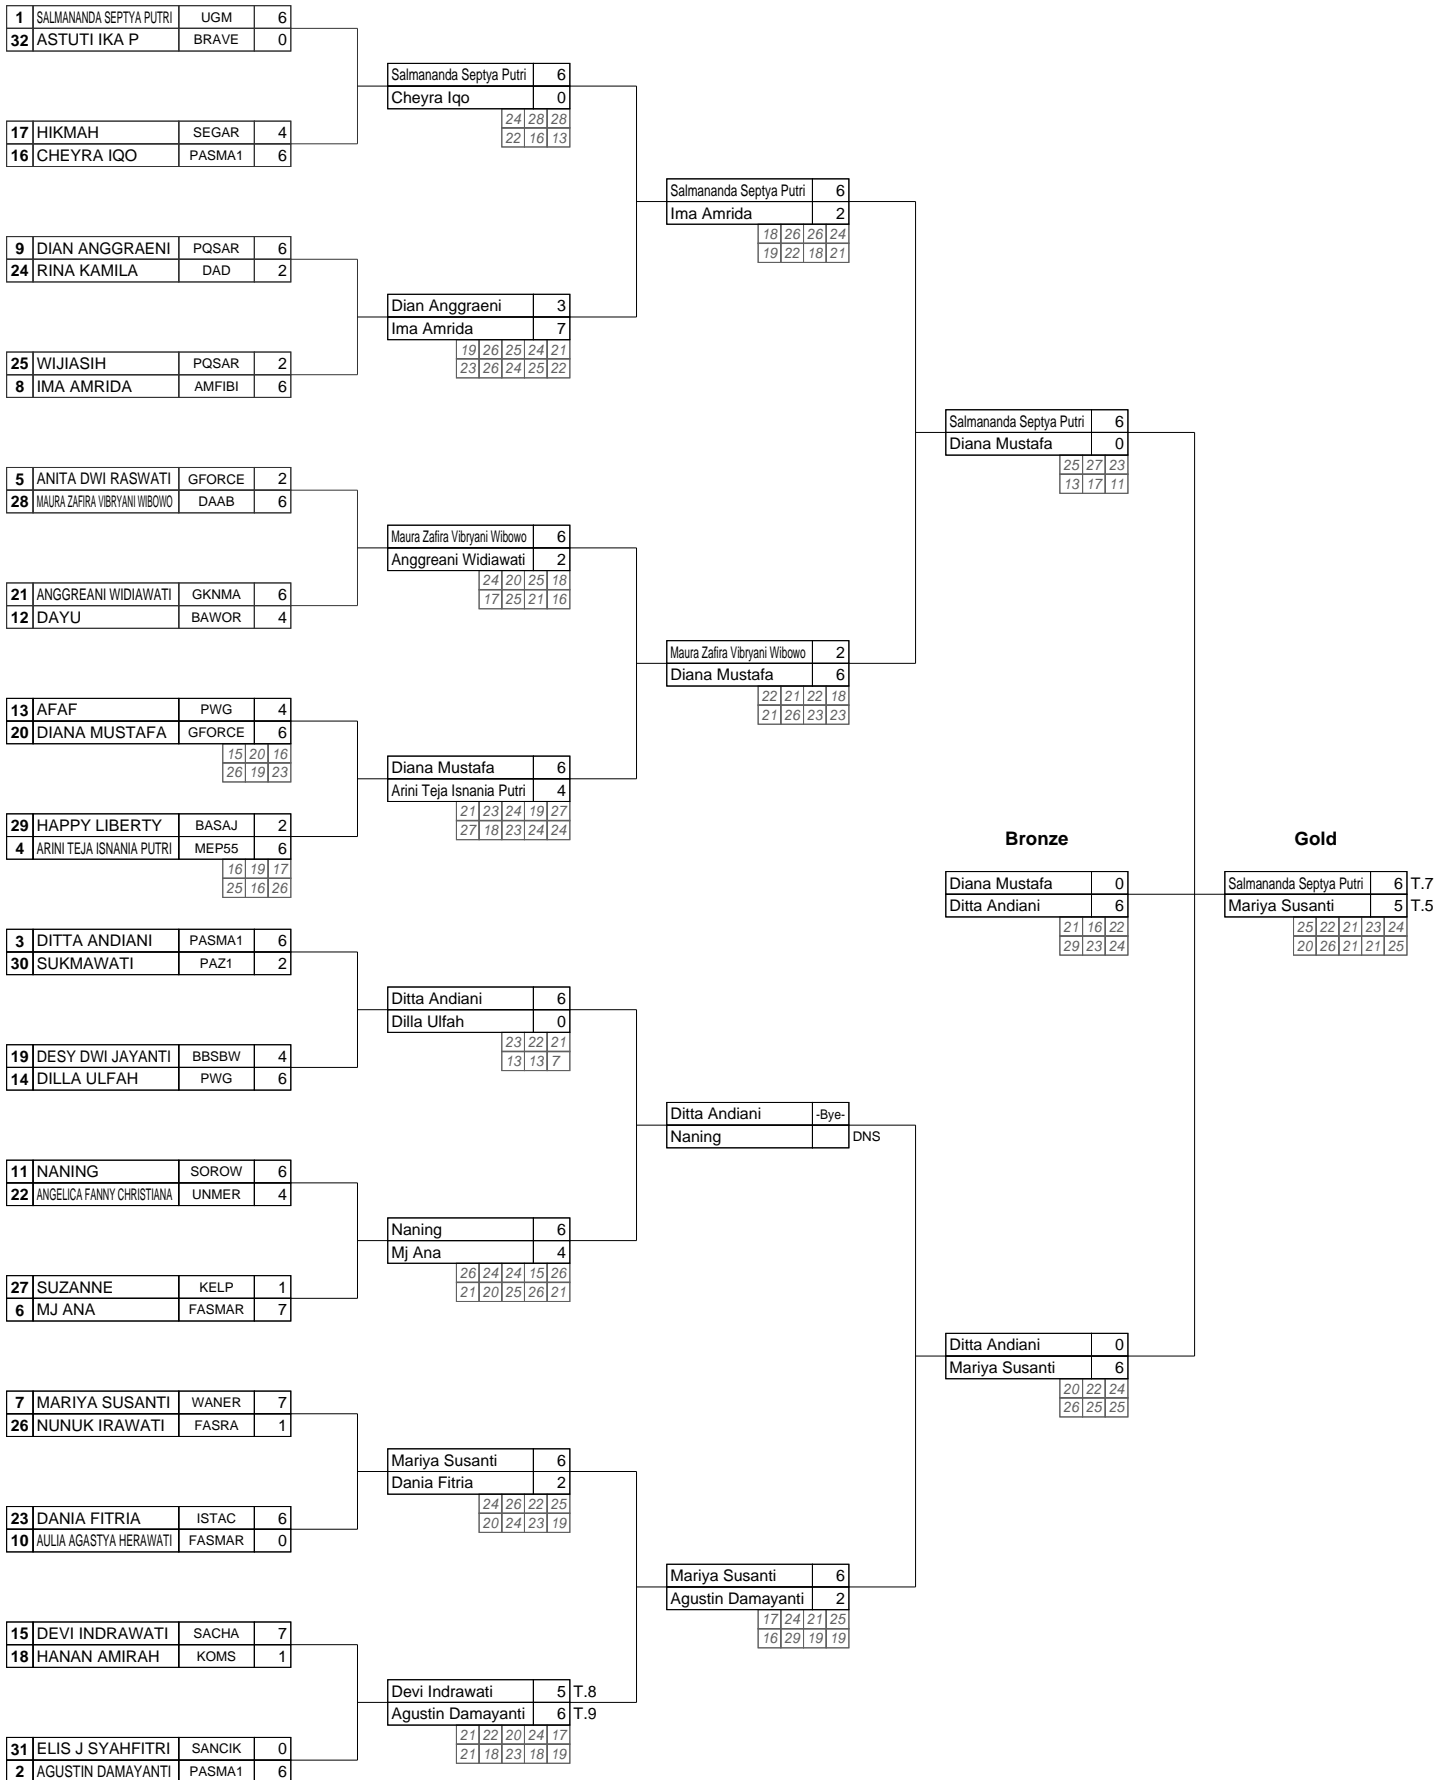 1 SALMANANDA SEPTYA PUTRI UGM 6
32 ASTUTI IKA P BRAVE 0
17 HIKMAH SEGAR 4
16 CHEYRA IQO PASMA1 6
9 DIAN ANGGRAENI PQSAR 6
24 RINA KAMILA DAD 2
25 WIJIASIH PQSAR 2
8 IMA AMRIDA AMFIBI 6
5 ANITA DWI RASWATI GFORCE 2
28 MAURA ZAFIRA VIBRYANI WIBOWO DAAB 6
21 ANGGREANI WIDIAWATI GKNMA 6
12 DAYU BAWOR 4
13 AFAF PWG 4
20 DIANA MUSTAFA GFORCE 6
15 20 16
26 19 23
29 HAPPY LIBERTY BASAJ 2
4 ARINI TEJA ISNANIA PUTRI MEP55 6
16 19 17
25 16 26
3 DITTA ANDIANI PASMA1 6
30 SUKMAWATI PAZ1 2
19 DESY DWI JAYANTI BBSBW 4
14 DILLA ULFAH PWG 6
11 NANING SOROW 6
22 ANGELICA FANNY CHRISTIANA UNMER 4
27 SUZANNE KELP 1
6 MJ ANA FASMAR 7
7 MARIYA SUSANTI WANER 7
26 NUNUK IRAWATI FASRA 1
23 DANIA FITRIA ISTAC 6
10 AULIA AGASTYA HERAWATI FASMAR 0
15 DEVI INDRAWATI SACHA 7
18 HANAN AMIRAH KOMS 1
31 ELIS J SYAHFITRI SANCIK 0
2 AGUSTIN DAMAYANTI PASMA1 6
Salmananda Septya Putri 6
Cheyra Iqo 0
24 28 28
22 16 13
Dian Anggraeni 3
Ima Amrida 7
19 26 25 24 21
23 26 24 25 22
Maura Zafira Vibryani Wibowo 6
Anggreani Widiawati 2
24 20 25 18
17 25 21 16
Diana Mustafa 6
Arini Teja Isnania Putri 4
21 23 24 19 27
27 18 23 24 24
Ditta Andiani 6
Dilla Ulfah 0
23 22 21
13 13 7
Naning 6
Mj Ana 4
26 24 24 15 26
21 20 25 26 21
Mariya Susanti 6
Dania Fitria 2
24 26 22 25
20 24 23 19
Devi Indrawati 5 T.8
Agustin Damayanti 6 T.9
21 22 20 24 17
21 18 23 18 19
Salmananda Septya Putri 6
Ima Amrida 2
18 26 26 24
19 22 18 21
Maura Zafira Vibryani Wibowo 2
Diana Mustafa 6
22 21 22 18
21 26 23 23
Ditta Andiani -Bye-
Naning DNS
Mariya Susanti 6
Agustin Damayanti 2
17 24 21 25
16 29 19 19
Salmananda Septya Putri 6
Diana Mustafa 0
25 27 23
13 17 11
Bronze
Diana Mustafa 0
Ditta Andiani 6
21 16 22
29 23 24
Ditta Andiani 0
Mariya Susanti 6
20 22 24
26 25 25
Gold
Salmananda Septya Putri 6 T.7
Mariya Susanti 5 T.5
25 22 21 23 24
20 26 21 21 25